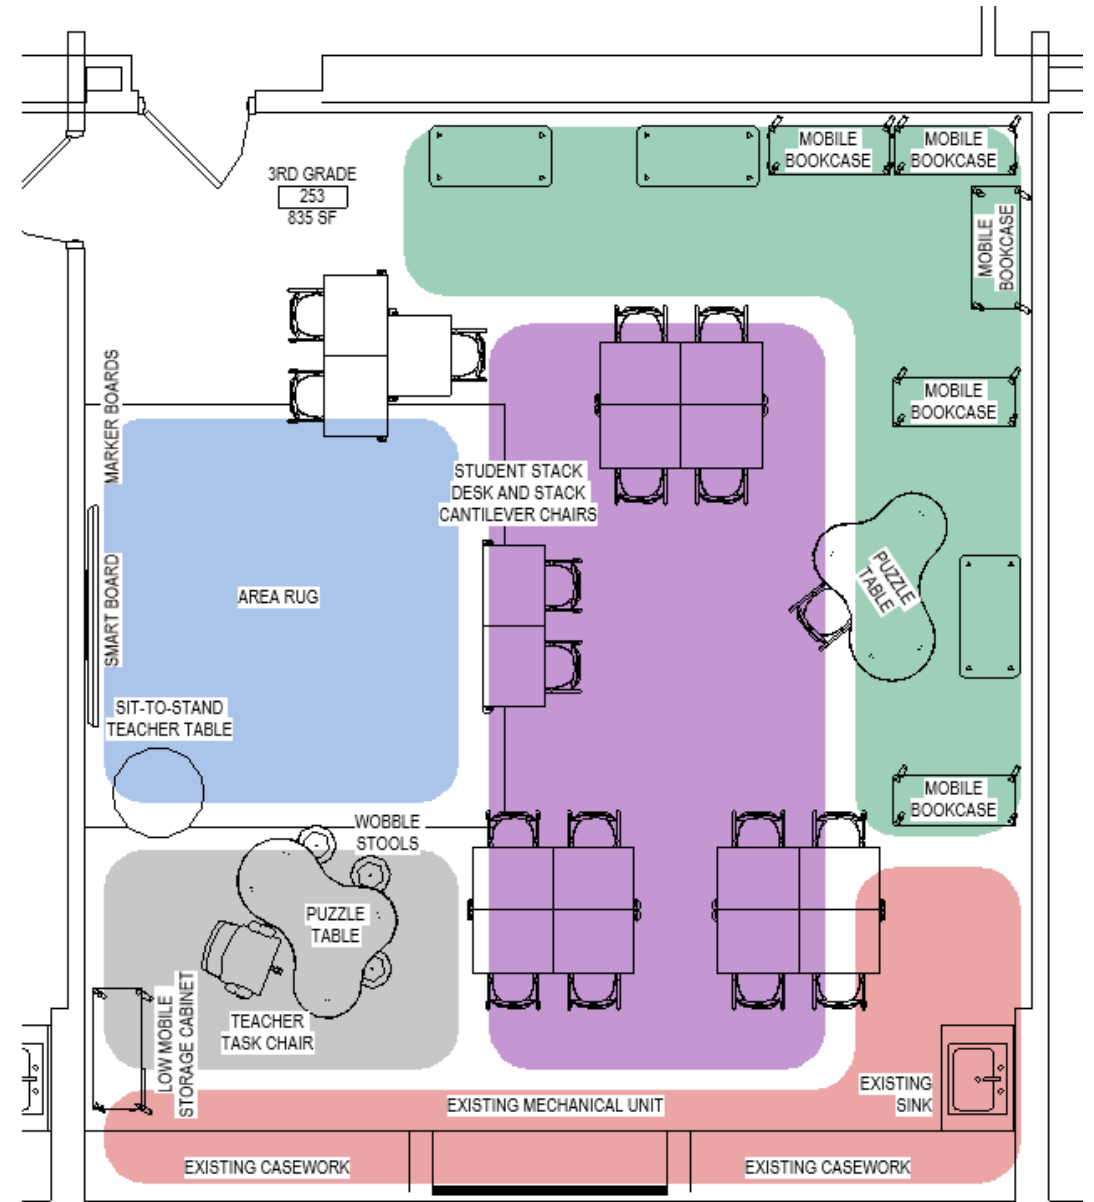 MOBILE
BOOKCASE
MOBILE
BOOKCASE
3RD GRADE
253
835 SF
MOBILE
BOOKCASE
MARKER BOARDS
MOBILE
BOOKCASE
STUDENT STACK
DESK AND STACK
CANTILEVER CHAIRS
PUZZLE
TABLE
SMART BOARD
AREA RUG
SIT-TO-STAND
TEACHER TABLE
MOBILE
BOOKCASE
WOBBLE
STOOLS
PUZZLE
TABLE
TEACHER
TASK CHAIR
LOW MOBILE
STORAGE CABINET
EXISTING
SINK
EXISTING MECHANICAL UNIT
EXISTING CASEWORK
EXISTING CASEWORK